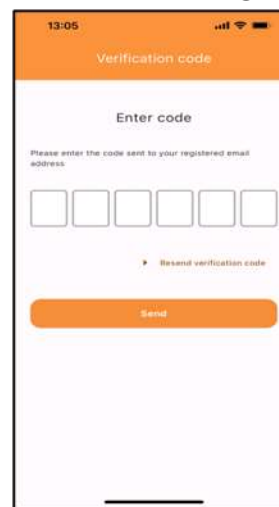 13:05
Verification code
Enter code
Please enter the code sent to your registered email
address
Resend verification code
Send